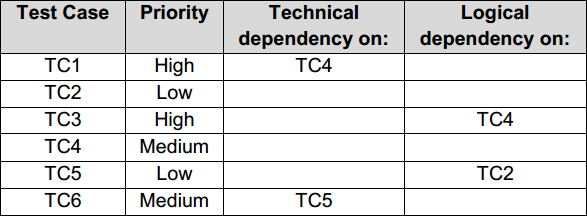 Test Case Priority Technical dependency on: Logical dependency on:
TC1 High TC4
TC2 Low
TC3 High TC4
TC4 Medium
TC5 Low TC2
TC6 Medium TC5